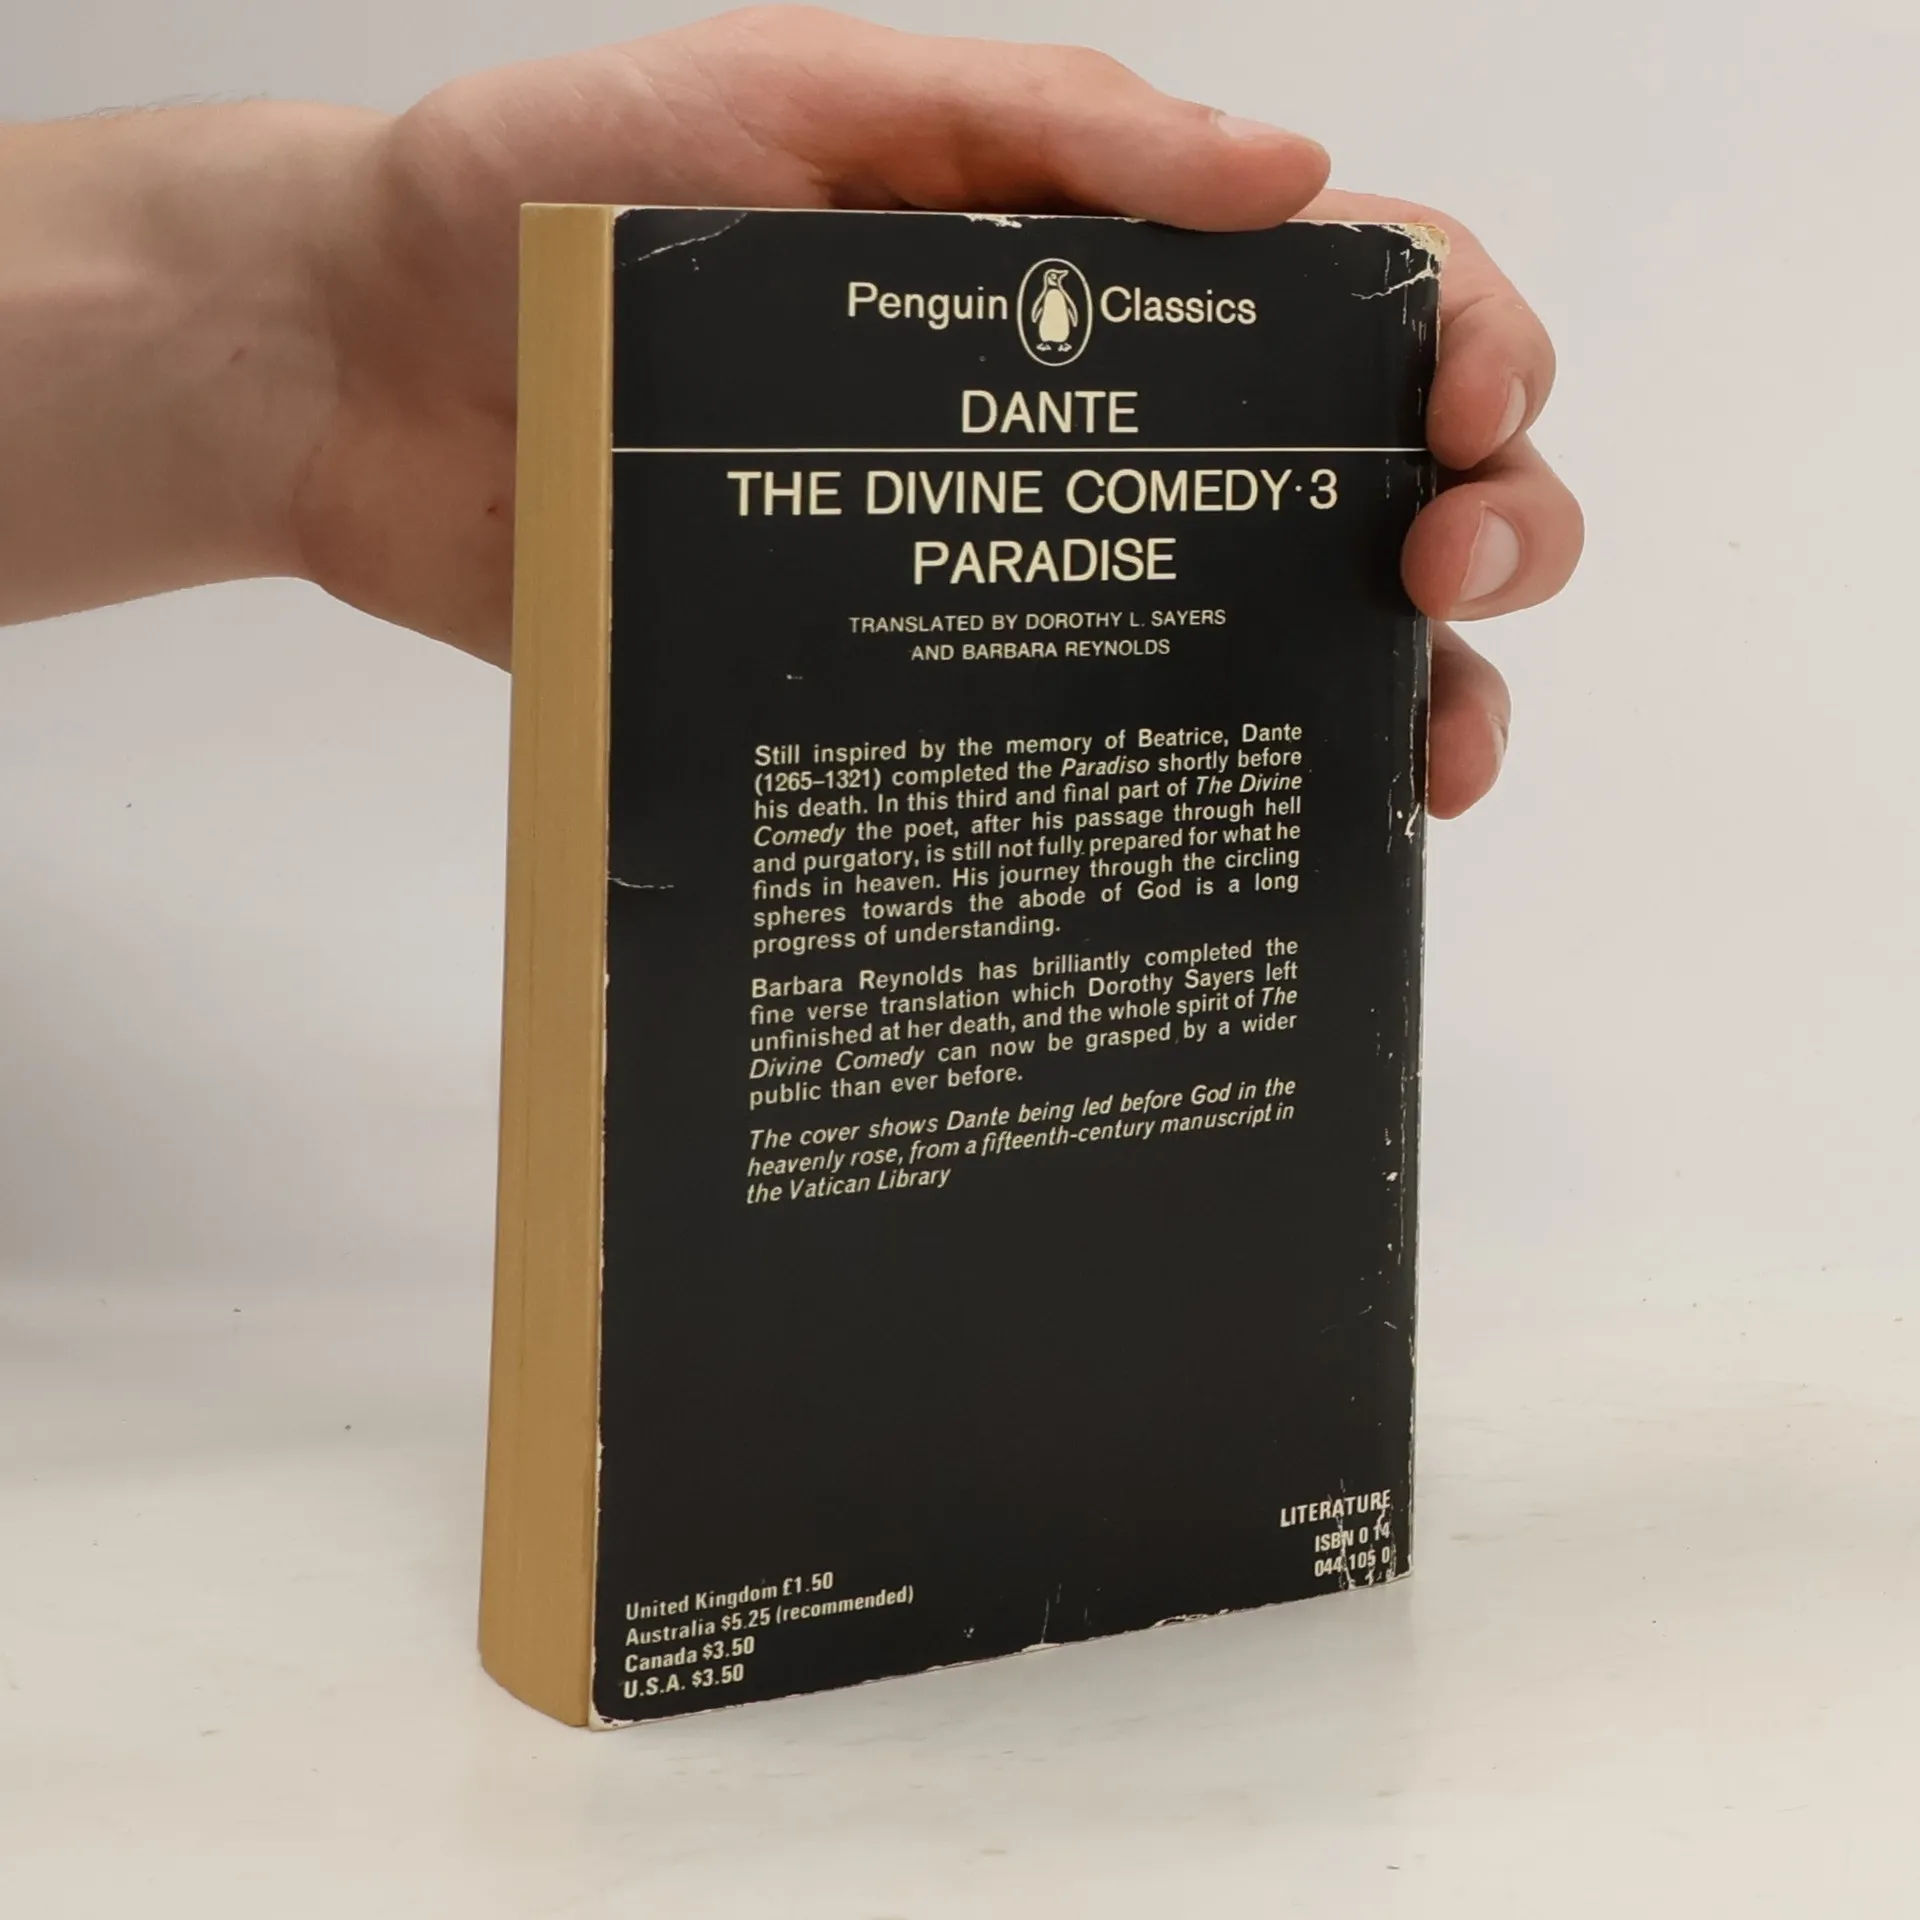 Penguin Classics
DANTE
THE DIVINE COMEDY·3
PARADISE
TRANSLATED BY DOROTHY L. SAYERS
AND BARBARA REYNOLDS
Still inspired by the memory of Beatrice, Dante
(1265–1321) completed the Paradiso shortly before
his death. In this third and final part of The Divine
Comedy the poet, after his passage through hell
and purgatory, is still not fully prepared for what he
finds in heaven. His journey through the circling
spheres towards the abode of God is a long
progress of understanding.
Barbara Reynolds has brilliantly completed the
fine verse translation which Dorothy Sayers left
unfinished at her death, and the whole spirit of The
Divine Comedy can now be grasped by a wider
public than ever before.
The cover shows Dante being led before God in the
heavenly rose, from a fifteenth-century manuscript in
the Vatican Library
United Kingdom £1.50
Australia $5.25 (recommended)
Canada $3.50
U.S.A. $3.50
LITERATURE
ISBN 0 14
044 105 0